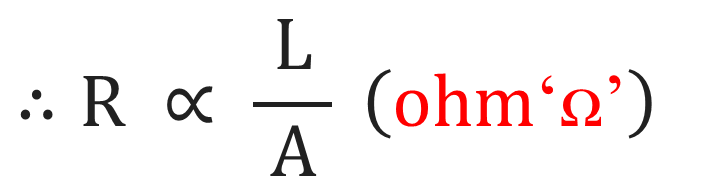 ∴ R ∝ L/A (ohm‘Ω’)